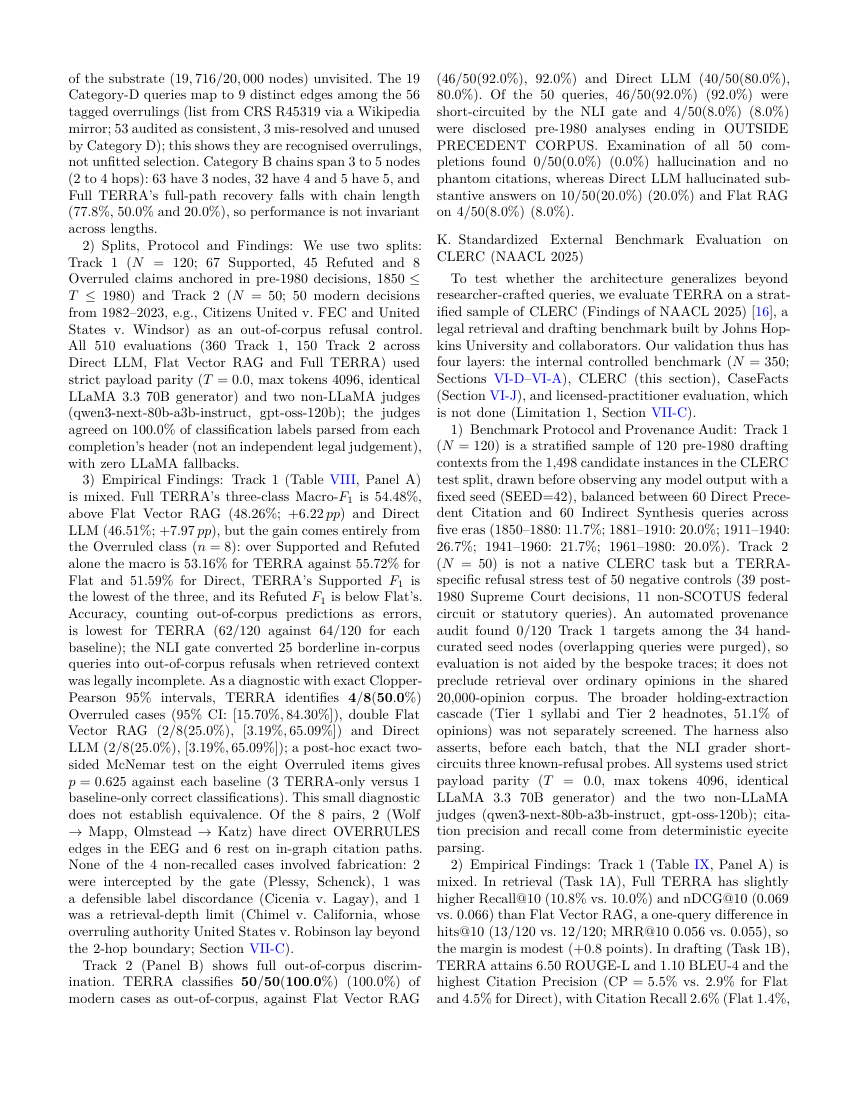 of the substrate (19, 716/20, 000 nodes) unvisited. The 19
Category-D queries map to 9 distinct edges among the 56
tagged overrulings (list from CRS R45319 via a Wikipedia
mirror; 53 audited as consistent, 3 mis-resolved and unused
by Category D); this shows they are recognised overrulings,
not unfitted selection. Category B chains span 3 to 5 nodes
(2 to 4 hops): 63 have 3 nodes, 32 have 4 and 5 have 5, and
Full TERRA's full-path recovery falls with chain length
(77.8%, 50.0% and 20.0%), so performance is not invariant
across lengths.
2) Splits, Protocol and Findings: We use two splits:
Track 1 (N = 120; 67 Supported, 45 Refuted and 8
Overruled claims anchored in pre-1980 decisions, 1850 ≤
T ≤ 1980) and Track 2 (N = 50; 50 modern decisions
from 1982–2023, e.g., Citizens United v. FEC and United
States v. Windsor) as an out-of-corpus refusal control.
All 510 evaluations (360 Track 1, 150 Track 2 across
Direct LLM, Flat Vector RAG and Full TERRA) used
strict payload parity (T = 0.0, max tokens 4096, identical
LLaMA 3.3 70B generator) and two non-LLaMA judges
(qwen3-next-80b-a3b-instruct, gpt-oss-120b); the judges
agreed on 100.0% of classification labels parsed from each
completion's header (not an independent legal judgement),
with zero LLaMA fallbacks.
3) Empirical Findings: Track 1 (Table VIII, Panel A)
is mixed. Full TERRA's three-class Macro-F1 is 54.48%,
above Flat Vector RAG (48.26%; +6.22 pp) and Direct
LLM (46.51%; +7.97 pp), but the gain comes entirely from
the Overruled class (n = 8): over Supported and Refuted
alone the macro is 53.16% for TERRA against 55.72% for
Flat and 51.59% for Direct, TERRA's Supported F1 is
the lowest of the three, and its Refuted F1 is below Flat's.
Accuracy, counting out-of-corpus predictions as errors,
is lowest for TERRA (62/120 against 64/120 for each
baseline); the NLI gate converted 25 borderline in-corpus
queries into out-of-corpus refusals when retrieved context
was legally incomplete. As a diagnostic with exact Clopper-
Pearson 95% intervals, TERRA identifies 4/8(50.0%)
Overruled cases (95% CI: [15.70%, 84.30%]), double Flat
Vector RAG (2/8(25.0%), [3.19%, 65.09%]) and Direct
LLM (2/8(25.0%), [3.19%, 65.09%]); a post-hoc exact two-
sided McNemar test on the eight Overruled items gives
p = 0.625 against each baseline (3 TERRA-only versus 1
baseline-only correct classifications). This small diagnostic
does not establish equivalence. Of the 8 pairs, 2 (Wolf
→ Mapp, Olmstead → Katz) have direct OVERRULES
edges in the EEG and 6 rest on in-graph citation paths.
None of the 4 non-recalled cases involved fabrication: 2
were intercepted by the gate (Plessy, Schenck), 1 was
a defensible label discordance (Cicenia v. Lagay), and 1
was a retrieval-depth limit (Chimel v. California, whose
overruling authority United States v. Robinson lay beyond
the 2-hop boundary; Section VII-C).
Track 2 (Panel B) shows full out-of-corpus discrim-
ination. TERRA classifies 50/50(100.0%) (100.0%) of
modern cases as out-of-corpus, against Flat Vector RAG
(46/50(92.0%), 92.0%) and Direct LLM (40/50(80.0%),
80.0%). Of the 50 queries, 46/50(92.0%) (92.0%) were
short-circuited by the NLI gate and 4/50(8.0%) (8.0%)
were disclosed pre-1980 analyses ending in OUTSIDE
PRECEDENT CORPUS. Examination of all 50 com-
pletions found 0/50(0.0%) (0.0%) hallucination and no
phantom citations, whereas Direct LLM hallucinated sub-
stantive answers on 10/50(20.0%) (20.0%) and Flat RAG
on 4/50(8.0%) (8.0%).
K. Standardized External Benchmark Evaluation on
CLERC (NAACL 2025)
To test whether the architecture generalizes beyond
researcher-crafted queries, we evaluate TERRA on a strat-
ified sample of CLERC (Findings of NAACL 2025) [16], a
legal retrieval and drafting benchmark built by Johns Hop-
kins University and collaborators. Our validation thus has
four layers: the internal controlled benchmark (N = 350;
Sections VI-D–VI-A), CLERC (this section), CaseFacts
(Section VI-J), and licensed-practitioner evaluation, which
is not done (Limitation 1, Section VII-C).
1) Benchmark Protocol and Provenance Audit: Track 1
(N = 120) is a stratified sample of 120 pre-1980 drafting
contexts from the 1,498 candidate instances in the CLERC
test split, drawn before observing any model output with a
fixed seed (SEED=42), balanced between 60 Direct Prece-
dent Citation and 60 Indirect Synthesis queries across
five eras (1850–1880: 11.7%; 1881–1910: 20.0%; 1911–1940:
26.7%; 1941–1960: 21.7%; 1961–1980: 20.0%). Track 2
(N = 50) is not a native CLERC task but a TERRA-
specific refusal stress test of 50 negative controls (39 post-
1980 Supreme Court decisions, 11 non-SCOTUS federal
circuit or statutory queries). An automated provenance
audit found 0/120 Track 1 targets among the 34 hand-
curated seed nodes (overlapping queries were purged), so
evaluation is not aided by the bespoke traces; it does not
preclude retrieval over ordinary opinions in the shared
20,000-opinion corpus. The broader holding-extraction
cascade (Tier 1 syllabi and Tier 2 headnotes, 51.1% of
opinions) was not separately screened. The harness also
asserts, before each batch, that the NLI grader short-
circuits three known-refusal probes. All systems used strict
payload parity (T = 0.0, max tokens 4096, identical
LLaMA 3.3 70B generator) and the two non-LLaMA
judges (qwen3-next-80b-a3b-instruct, gpt-oss-120b); cita-
tion precision and recall come from deterministic eyecite
parsing.
2) Empirical Findings: Track 1 (Table IX, Panel A) is
mixed. In retrieval (Task 1A), Full TERRA has slightly
higher Recall@10 (10.8% vs. 10.0%) and nDCG@10 (0.069
vs. 0.066) than Flat Vector RAG, a one-query difference in
hits@10 (13/120 vs. 12/120; MRR@10 0.056 vs. 0.055), so
the margin is modest (+0.8 points). In drafting (Task 1B),
TERRA attains 6.50 ROUGE-L and 1.10 BLEU-4 and the
highest Citation Precision (CP = 5.5% vs. 2.9% for Flat
and 4.5% for Direct), with Citation Recall 2.6% (Flat 1.4%,